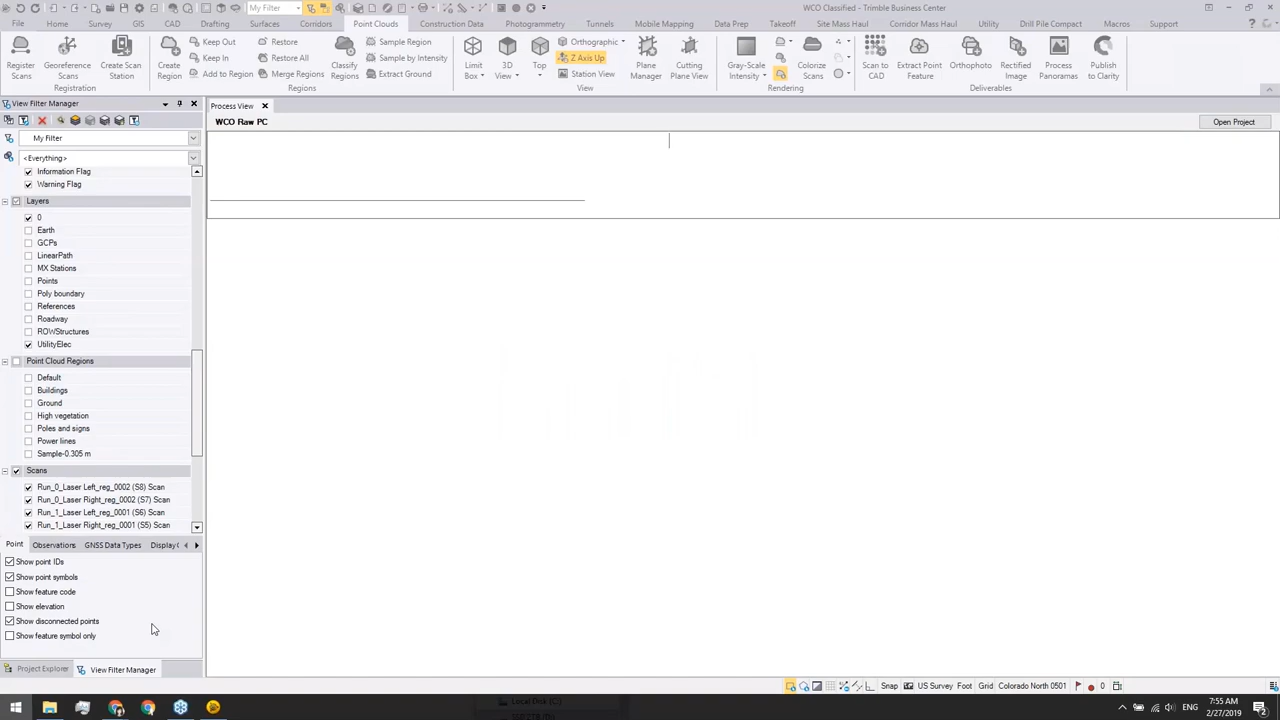 My Filter
WCO Classified - Trimble Business Center
File Home View Drafting Survey GIS CAD Drafting Surfaces Corridors Point Clouds Construction Data Photogrammetry Tunnels Mobile Mapping Data Prep Takeoff Site Mass Haul Corridor Mass Haul Utility Drill Pile Compact Macros Support
Register Scans
Georeference Scans
Create Scan Station
Registration
Create Region
Keep Out
Keep In
Add to Region
Restore
Restore All
Merge Regions
Classify Regions
Sample Region
Sample by Intensity
Extract Ground
Regions
Limit Box
3D View
Top
Orthographic
Z Axis Up
Station View
Plane Manager
Cutting Plane View
View
Gray-Scale Intensity
Colorize Scans
Rendering
Scan to CAD
Extract Point Feature
Orthophoto
Rectified Image
Process Panoramas
Publish to Clarity
Deliverables
View Filter Manager
My Filter
<Everything>
Information Flag
Warning Flag
Layers
0
Earth
GCPs
LinearPath
MX Stations
Points
Poly boundary
References
Roadway
ROWStructures
UtilityElec
Point Cloud Regions
Default
Buildings
Ground
High vegetation
Poles and signs
Power lines
Sample-0.305 m
Scans
Run_0_Laser Left_reg_0002 (S8) Scan
Run_0_Laser Right_reg_0002 (S7) Scan
Run_1_Laser Left_reg_0001 (S6) Scan
Run_1_Laser Right_reg_0001 (S5) Scan
Point Observations GNSS Data Types Display
Show point IDs
Show point symbols
Show feature code
Show elevation
Show disconnected points
Show feature symbol only
Project Explorer View Filter Manager
Process View
WCO Raw PC
Open Project
Snap US Survey Foot Grid Colorado North 0501 0
Local Disk (C:)
ENG 7:55 AM
2/27/2019